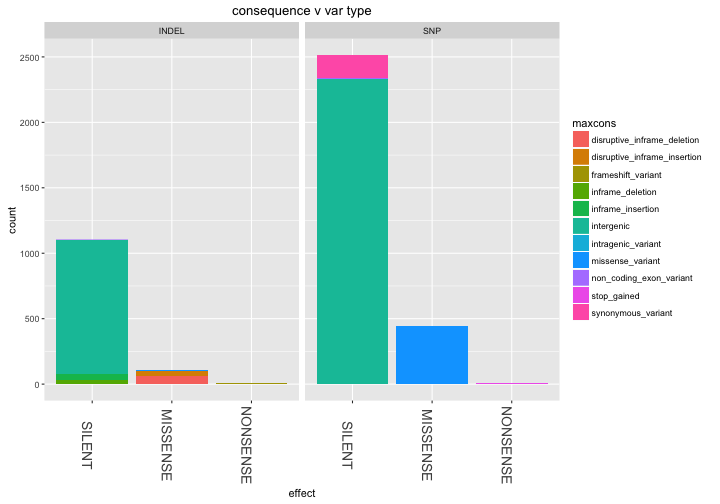 consequence v var type
INDEL
SNP
count
2500
2000
1500
1000
500
0
SILENT
MISSENSE
NONSENSE
SILENT
MISSENSE
NONSENSE
effect
maxcons
disruptive_inframe_deletion
disruptive_inframe_insertion
frameshift_variant
inframe_deletion
inframe_insertion
intergenic
intragenic_variant
missense_variant
non_coding_exon_variant
stop_gained
synonymous_variant